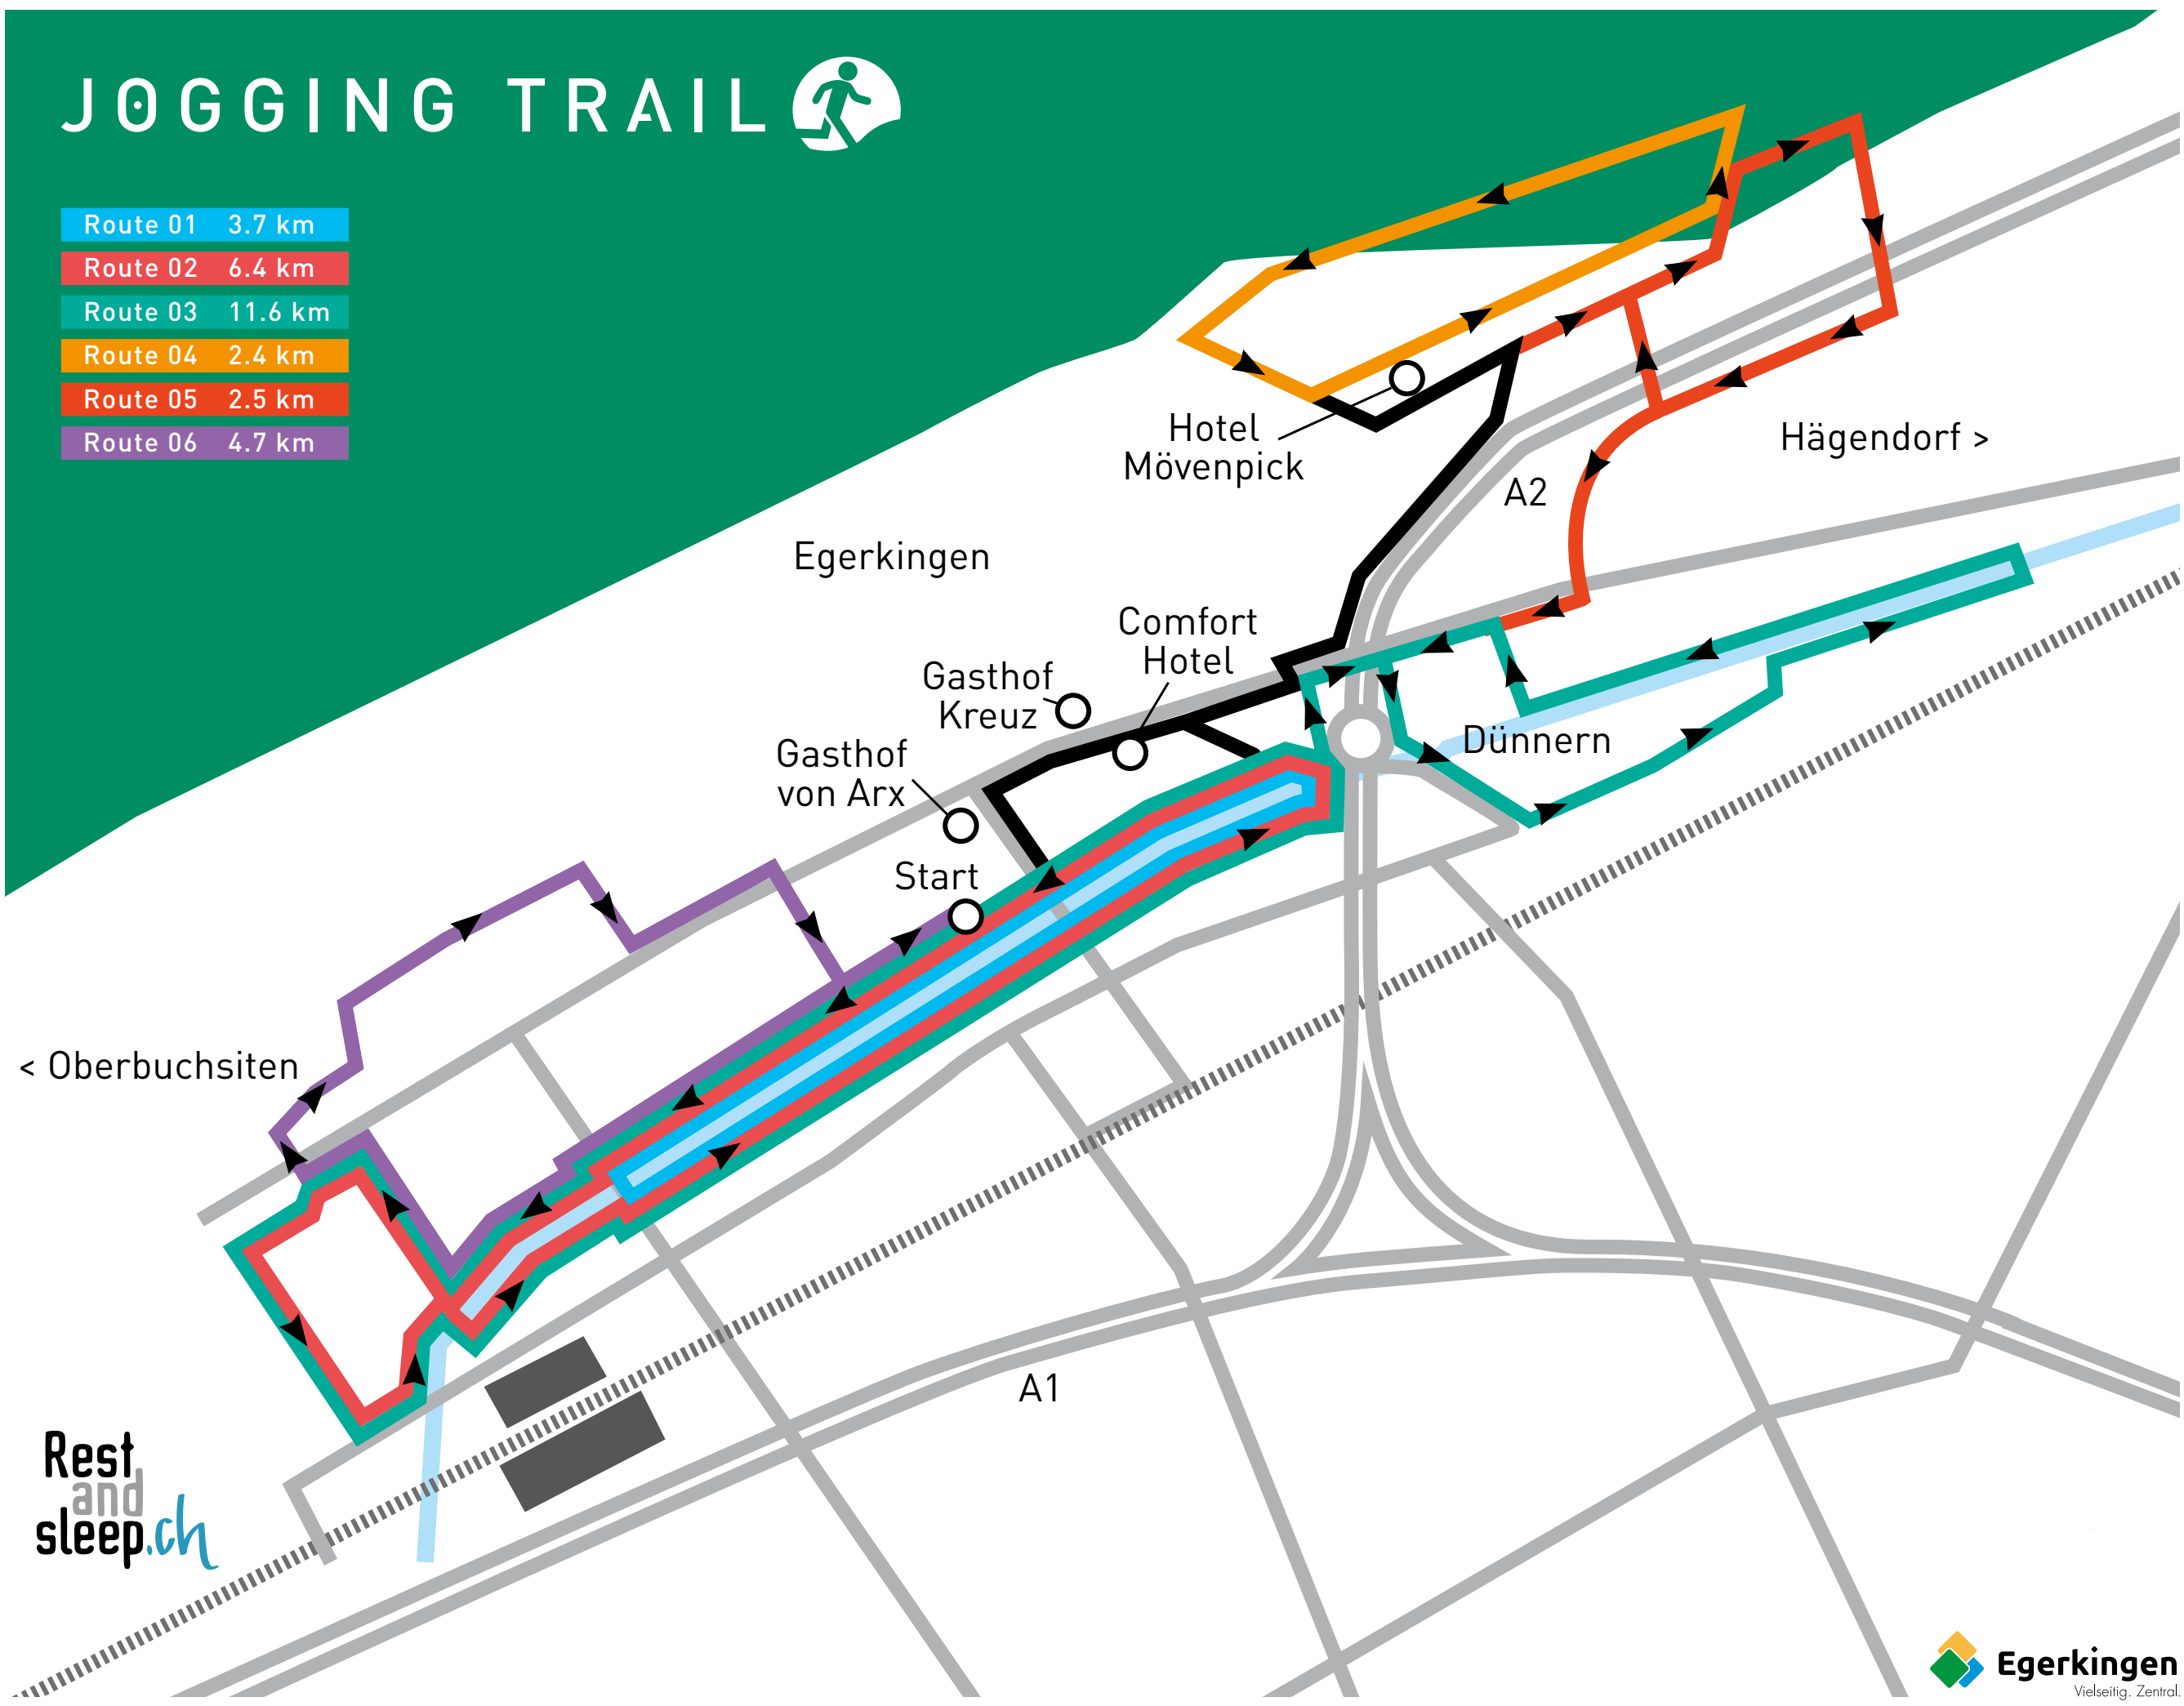 JOGGING TRAIL
Route 01 3.7 km
Route 02 6.4 km
Route 03 11.6 km
Route 04 2.4 km
Route 05 2.5 km
Route 06 4.7 km
Hotel
Mövenpick
Hägendorf >
A2
Egerkingen
Comfort
Hotel
Gasthof
Kreuz
Dünnern
Gasthof
von Arx
Start
< Oberbuchsiten
A1
Rest
and
sleep.ch
Egerkingen
Vielseitig. Zentral.